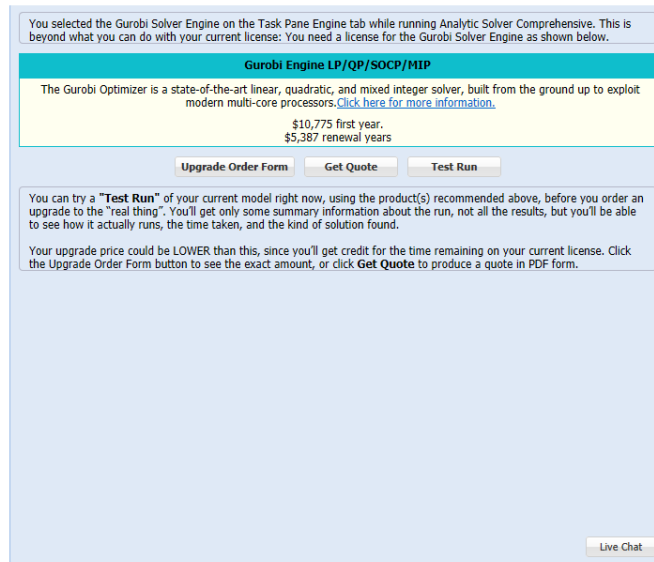 You selected the Gurobi Solver Engine on the Task Pane Engine tab while running Analytic Solver Comprehensive. This is
beyond what you can do with your current license: You need a license for the Gurobi Solver Engine as shown below.
Gurobi Engine LP/QP/SOCP/MIP
The Gurobi Optimizer is a state-of-the-art linear, quadratic, and mixed integer solver, built from the ground up to exploit
modern multi-core processors.Click here for more information.
$10,775 first year.
$5,387 renewal years
Upgrade Order Form Get Quote Test Run
You can try a "Test Run" of your current model right now, using the product(s) recommended above, before you order an
upgrade to the "real thing". You'll get only some summary information about the run, not all the results, but you'll be able
to see how it actually runs, the time taken, and the kind of solution found.
Your upgrade price could be LOWER than this, since you'll get credit for the time remaining on your current license. Click
the Upgrade Order Form button to see the exact amount, or click Get Quote to produce a quote in PDF form.
Live Chat